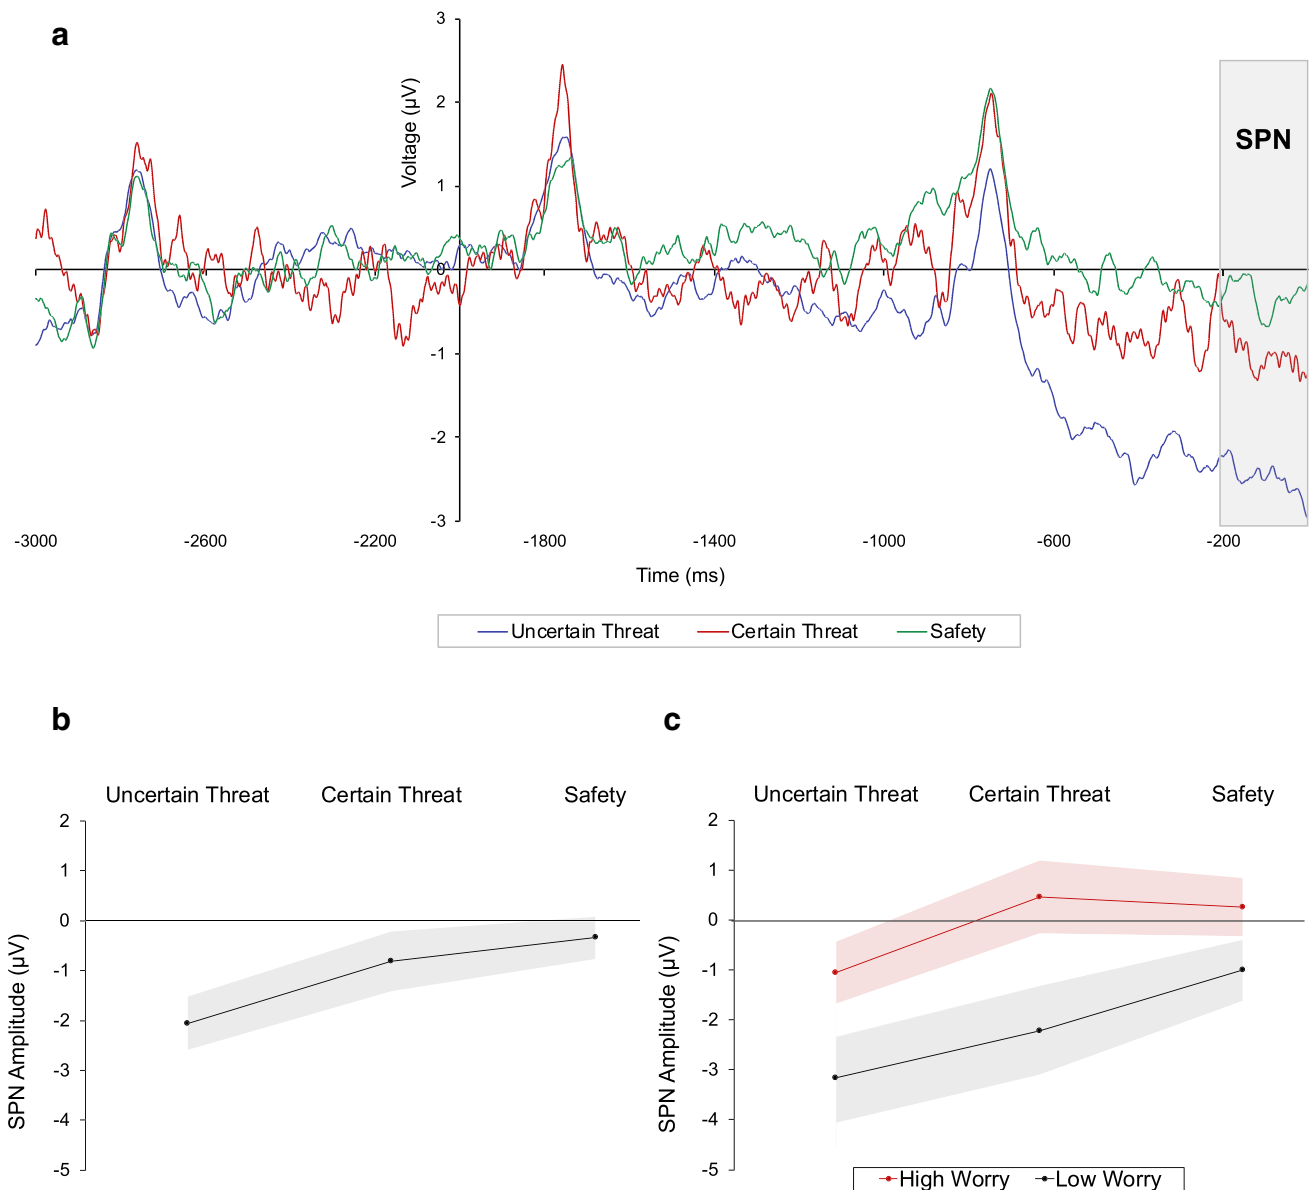 a
Voltage (µV)
3
2
1
0
-1
-2
-3
SPN
-3000 -2600 -2200 -1800 -1400 -1000 -600 -200
Time (ms)
Uncertain Threat Certain Threat Safety
b
Uncertain Threat Certain Threat Safety
SPN Amplitude (µV)
2
1
0
-1
-2
-3
-4
-5
c
Uncertain Threat Certain Threat Safety
SPN Amplitude (µV)
2
1
0
-1
-2
-3
-4
-5
High Worry Low Worry